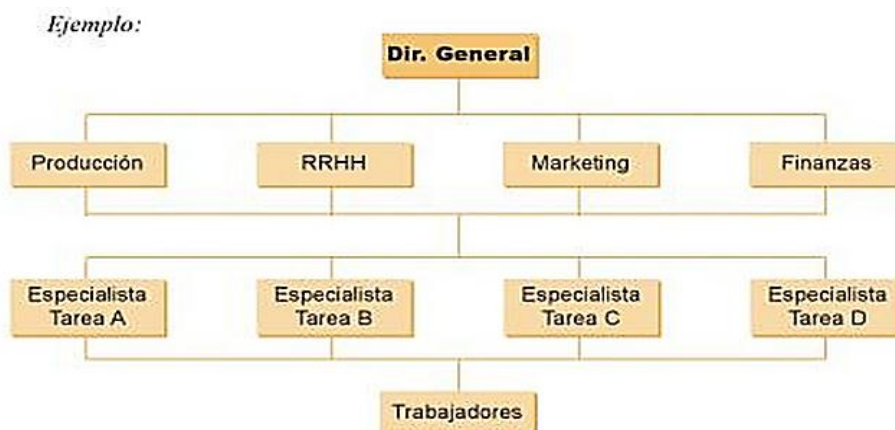 Ejemplo:
Dir. General
Producción
RRHH
Marketing
Finanzas
Especialista
Tarea A
Especialista
Tarea B
Especialista
Tarea C
Especialista
Tarea D
Trabajadores